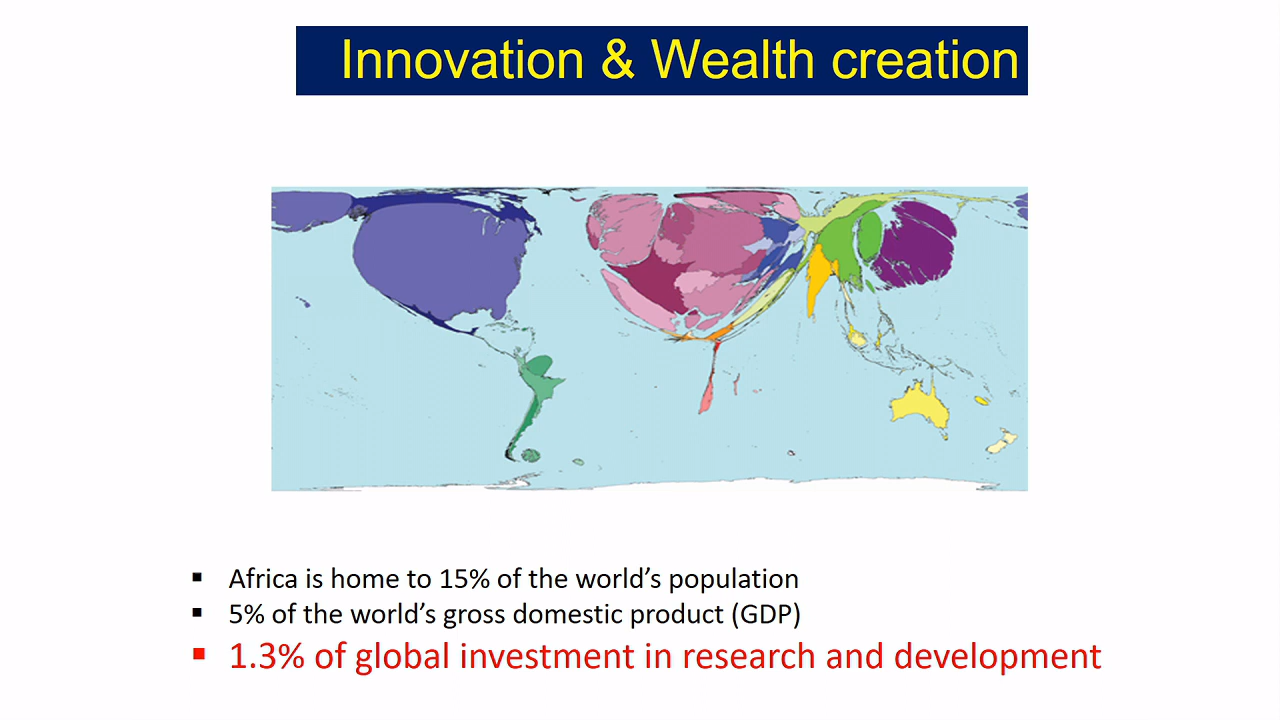 Innovation & Wealth creation
▪ Africa is home to 15% of the world’s population
▪ 5% of the world’s gross domestic product (GDP)
▪ 1.3% of global investment in research and development